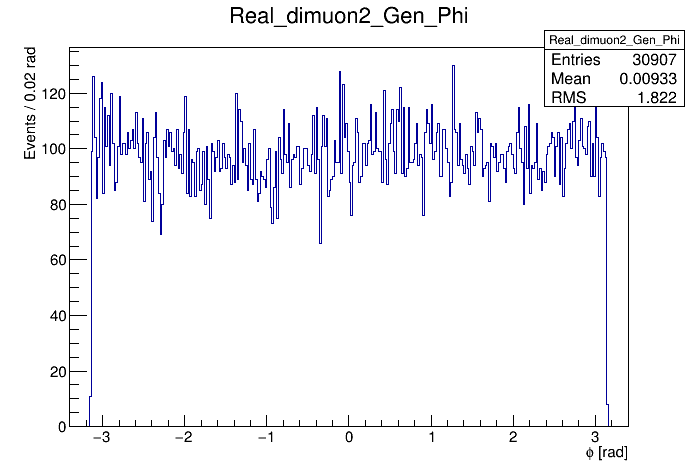 Real_dimuon2_Gen_Phi
Real_dimuon2_Gen_Phi
Entries 30907
Mean 0.00933
RMS 1.822
Events / 0.02 rad
120
100
80
60
40
20
0
−3 −2 −1 0 1 2 3
ϕ [rad]